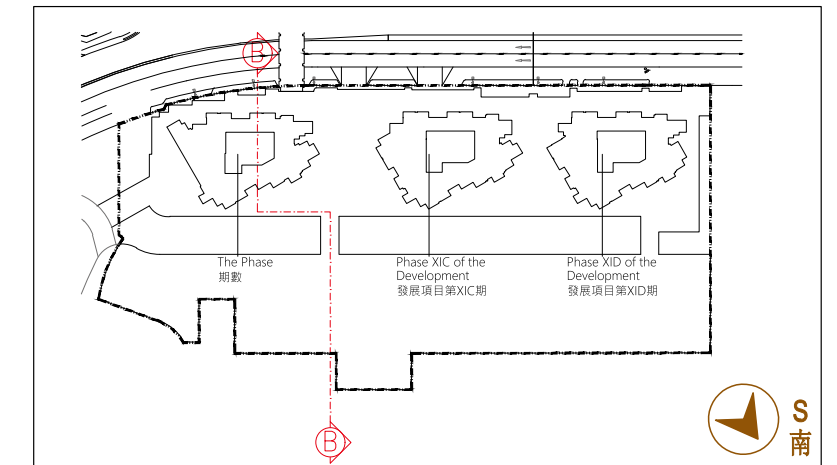 B
The Phase
期數
Phase XIC of the
Development
發展項目第XIC期
Phase XID of the
Development
發展項目第XID期
B
S
南